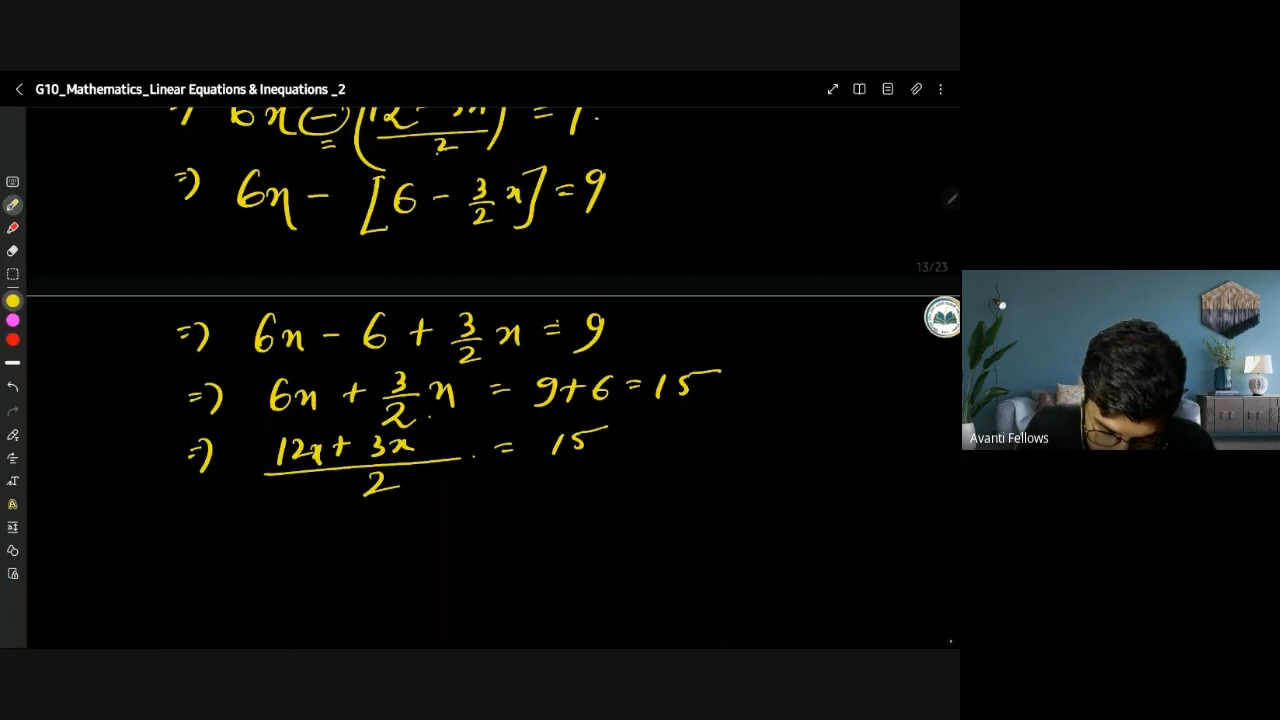 G10_Mathematics_Linear Equations & Inequations _2
⇒ 6x - [6 - 3/2 x] = 9
13/23
⇒ 6x - 6 + 3/2 x = 9
⇒ 6x + 3/2 x = 9+6 = 15
⇒ 12x + 3x / 2 = 15
Avanti Fellows